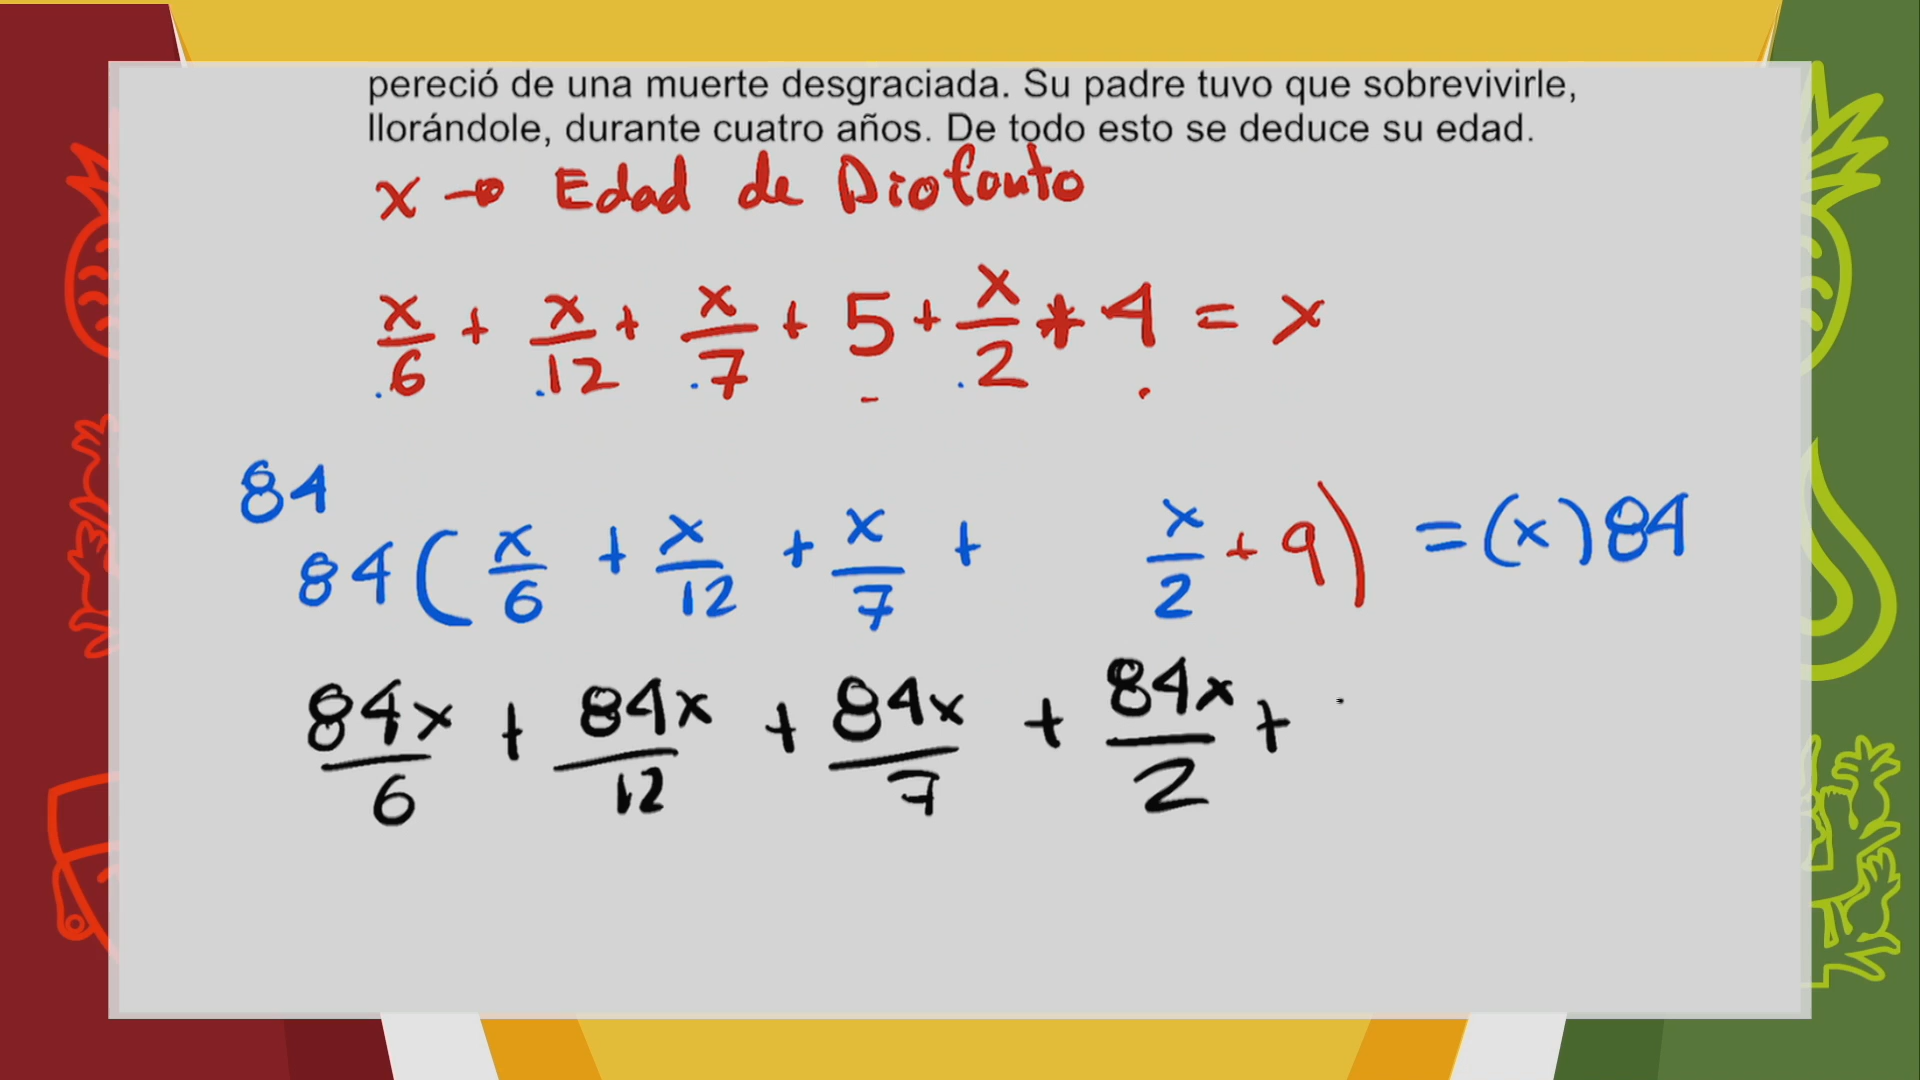 pereció de una muerte desgraciada. Su padre tuvo que sobrevivirle,
llorándole, durante cuatro años. De todo esto se deduce su edad.
x → Edad de Diofanto
x/6 + x/12 + x/7 + 5 + x/2 + 4 = x
84
84 ( x/6 + x/12 + x/7 + x/2 + 9 ) = (x) 84
84x/6 + 84x/12 + 84x/7 + 84x/2 +